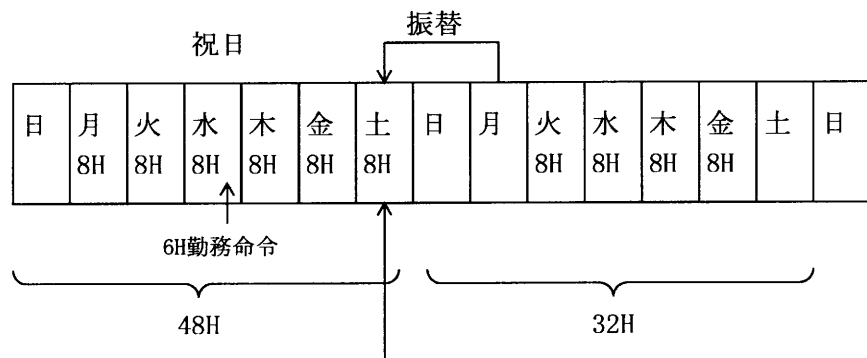 振替
祝日
日 月 火 水 木 金 土 日 月 火 水 木 金 土 日
8H 8H 8H 8H 8H 8H 8H 8H 8H 8H
6H勤務命令
48H 32H